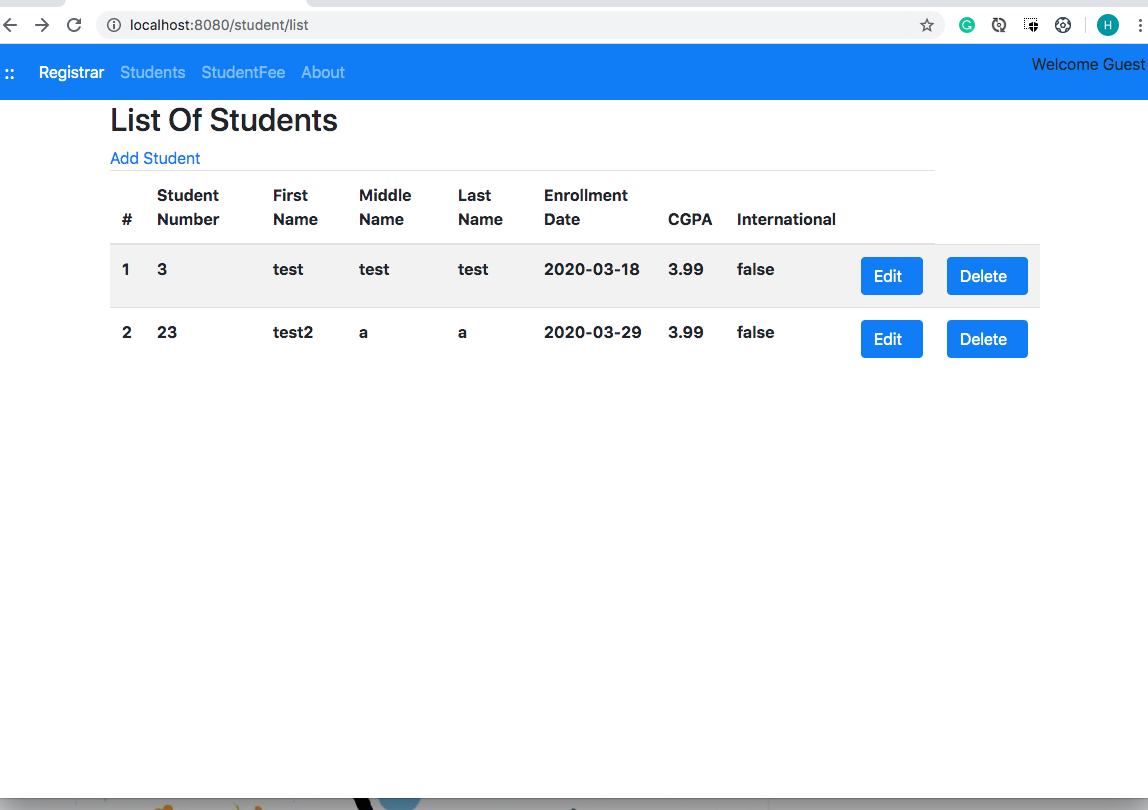 localhost:8080/student/list
H
:: Registrar Students StudentFee About
Welcome Guest
List Of Students
Add Student
# Student Number First Name Middle Name Last Name Enrollment Date CGPA International
1 3 test test test 2020-03-18 3.99 false Edit Delete
2 23 test2 a a 2020-03-29 3.99 false Edit Delete